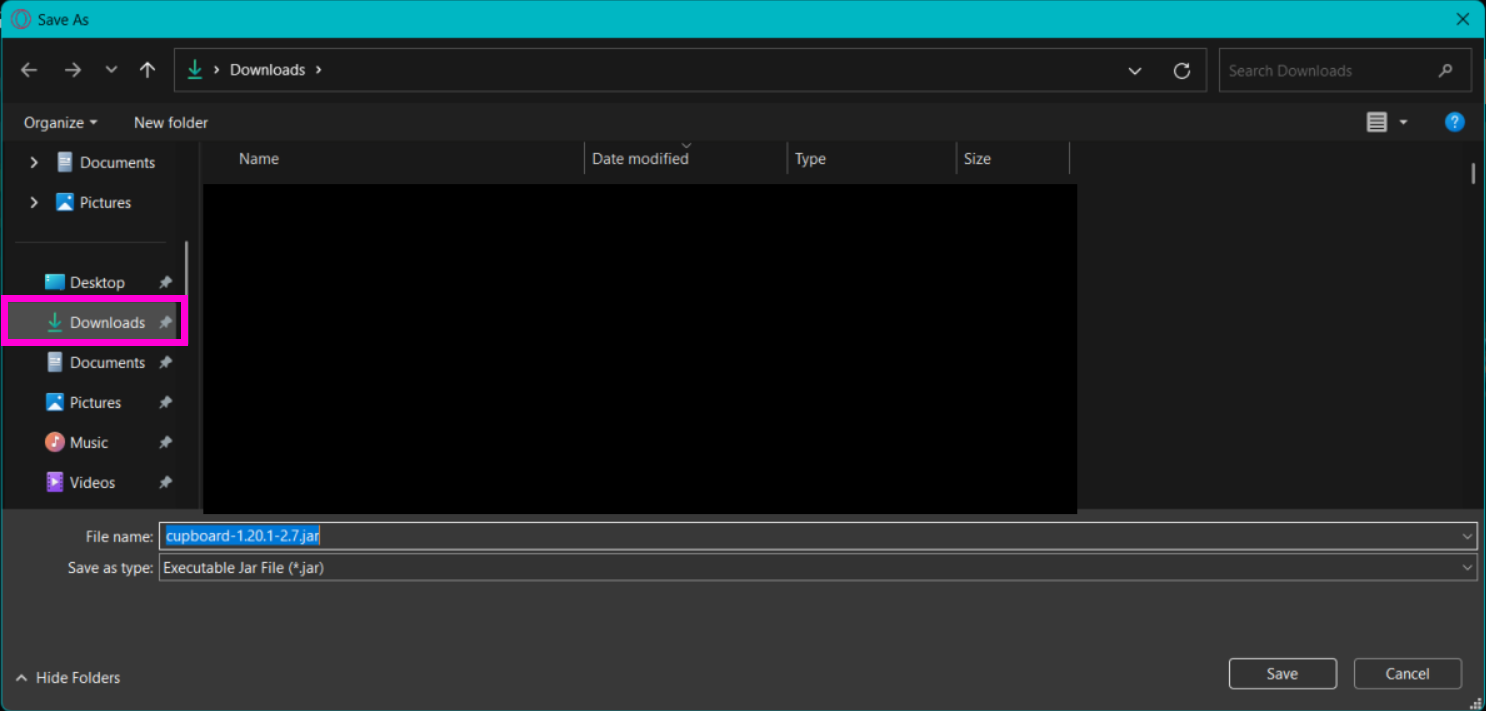 Save As
Downloads
Search Downloads
Organize
New folder
?
Documents
Pictures
Desktop
Downloads
Documents
Pictures
Music
Videos
Name
Date modified
Type
Size
File name: cupboard-1.20.1-2.7.jar
Save as type: Executable Jar File (*.jar)
Hide Folders
Save
Cancel